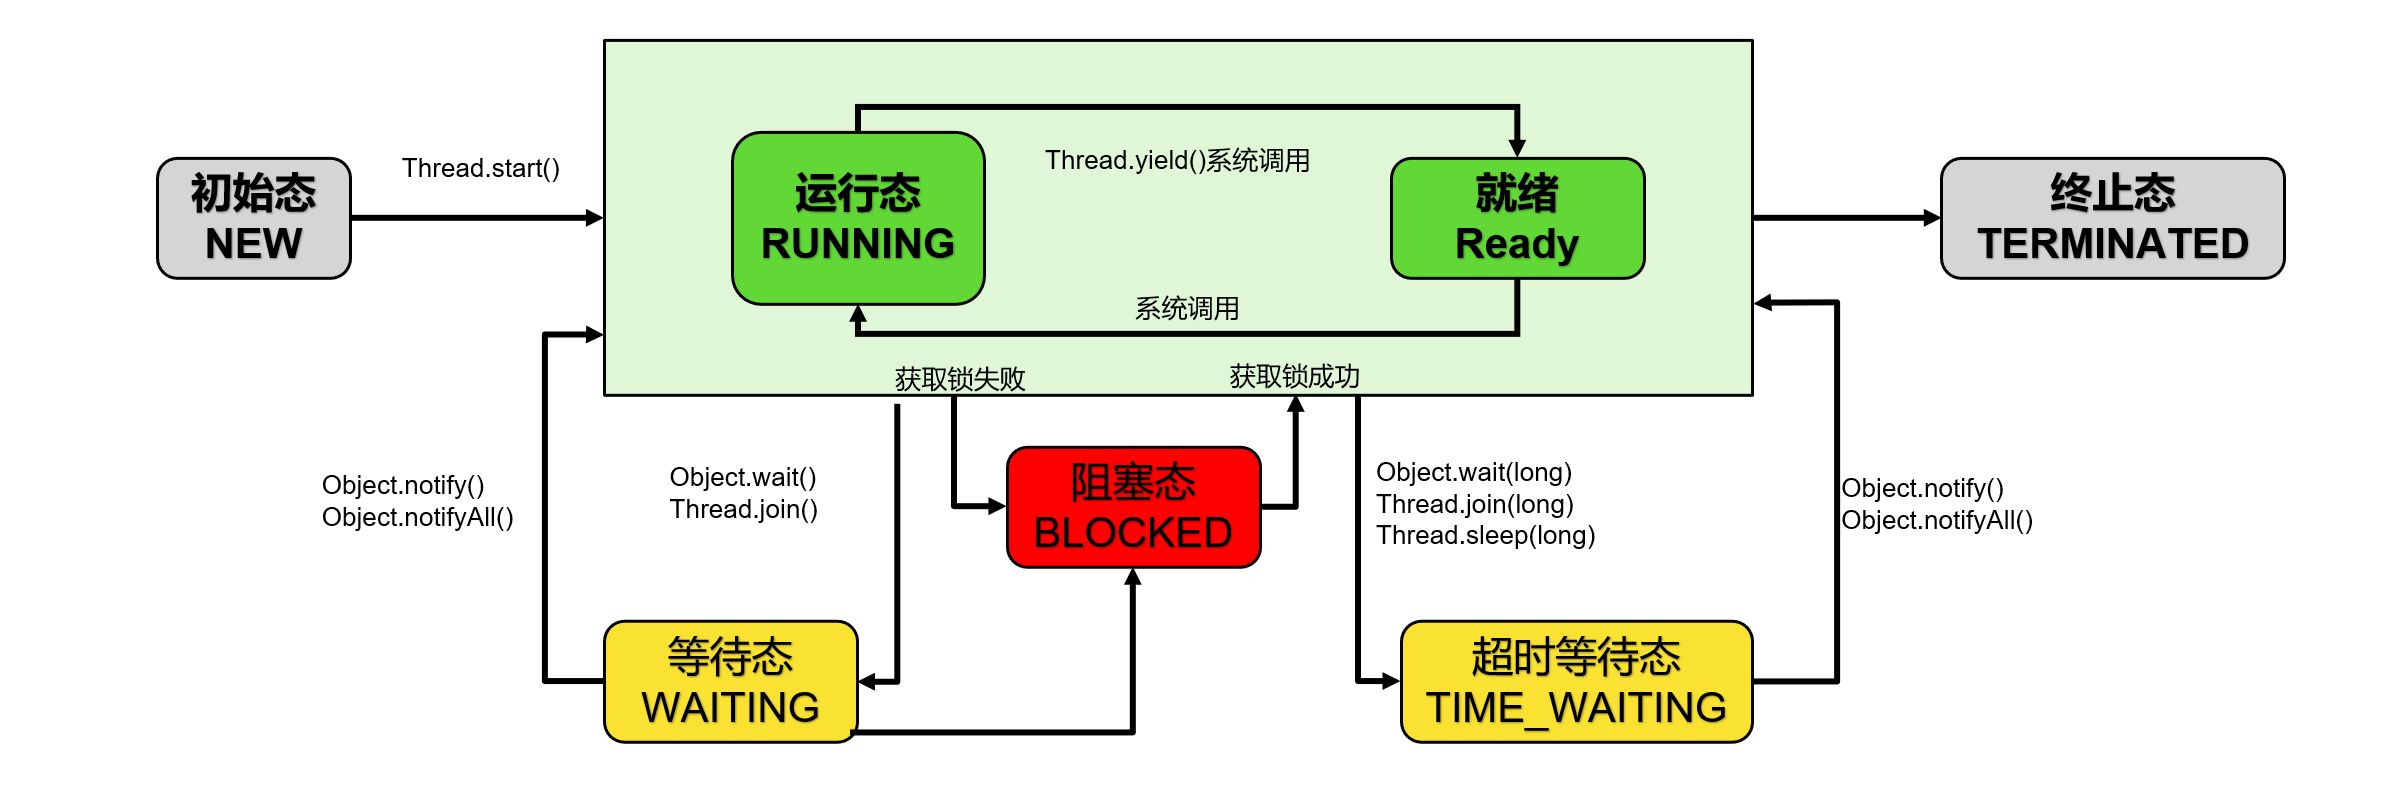 初始态
NEW
Thread.start()
运行态
RUNNING
Thread.yield()系统调用
就绪
Ready
系统调用
终止态
TERMINATED
获取锁失败
获取锁成功
Object.notify()
Object.notifyAll()
Object.wait()
Thread.join()
阻塞态
BLOCKED
Object.wait(long)
Thread.join(long)
Thread.sleep(long)
Object.notify()
Object.notifyAll()
等待态
WAITING
超时等待态
TIME_WAITING